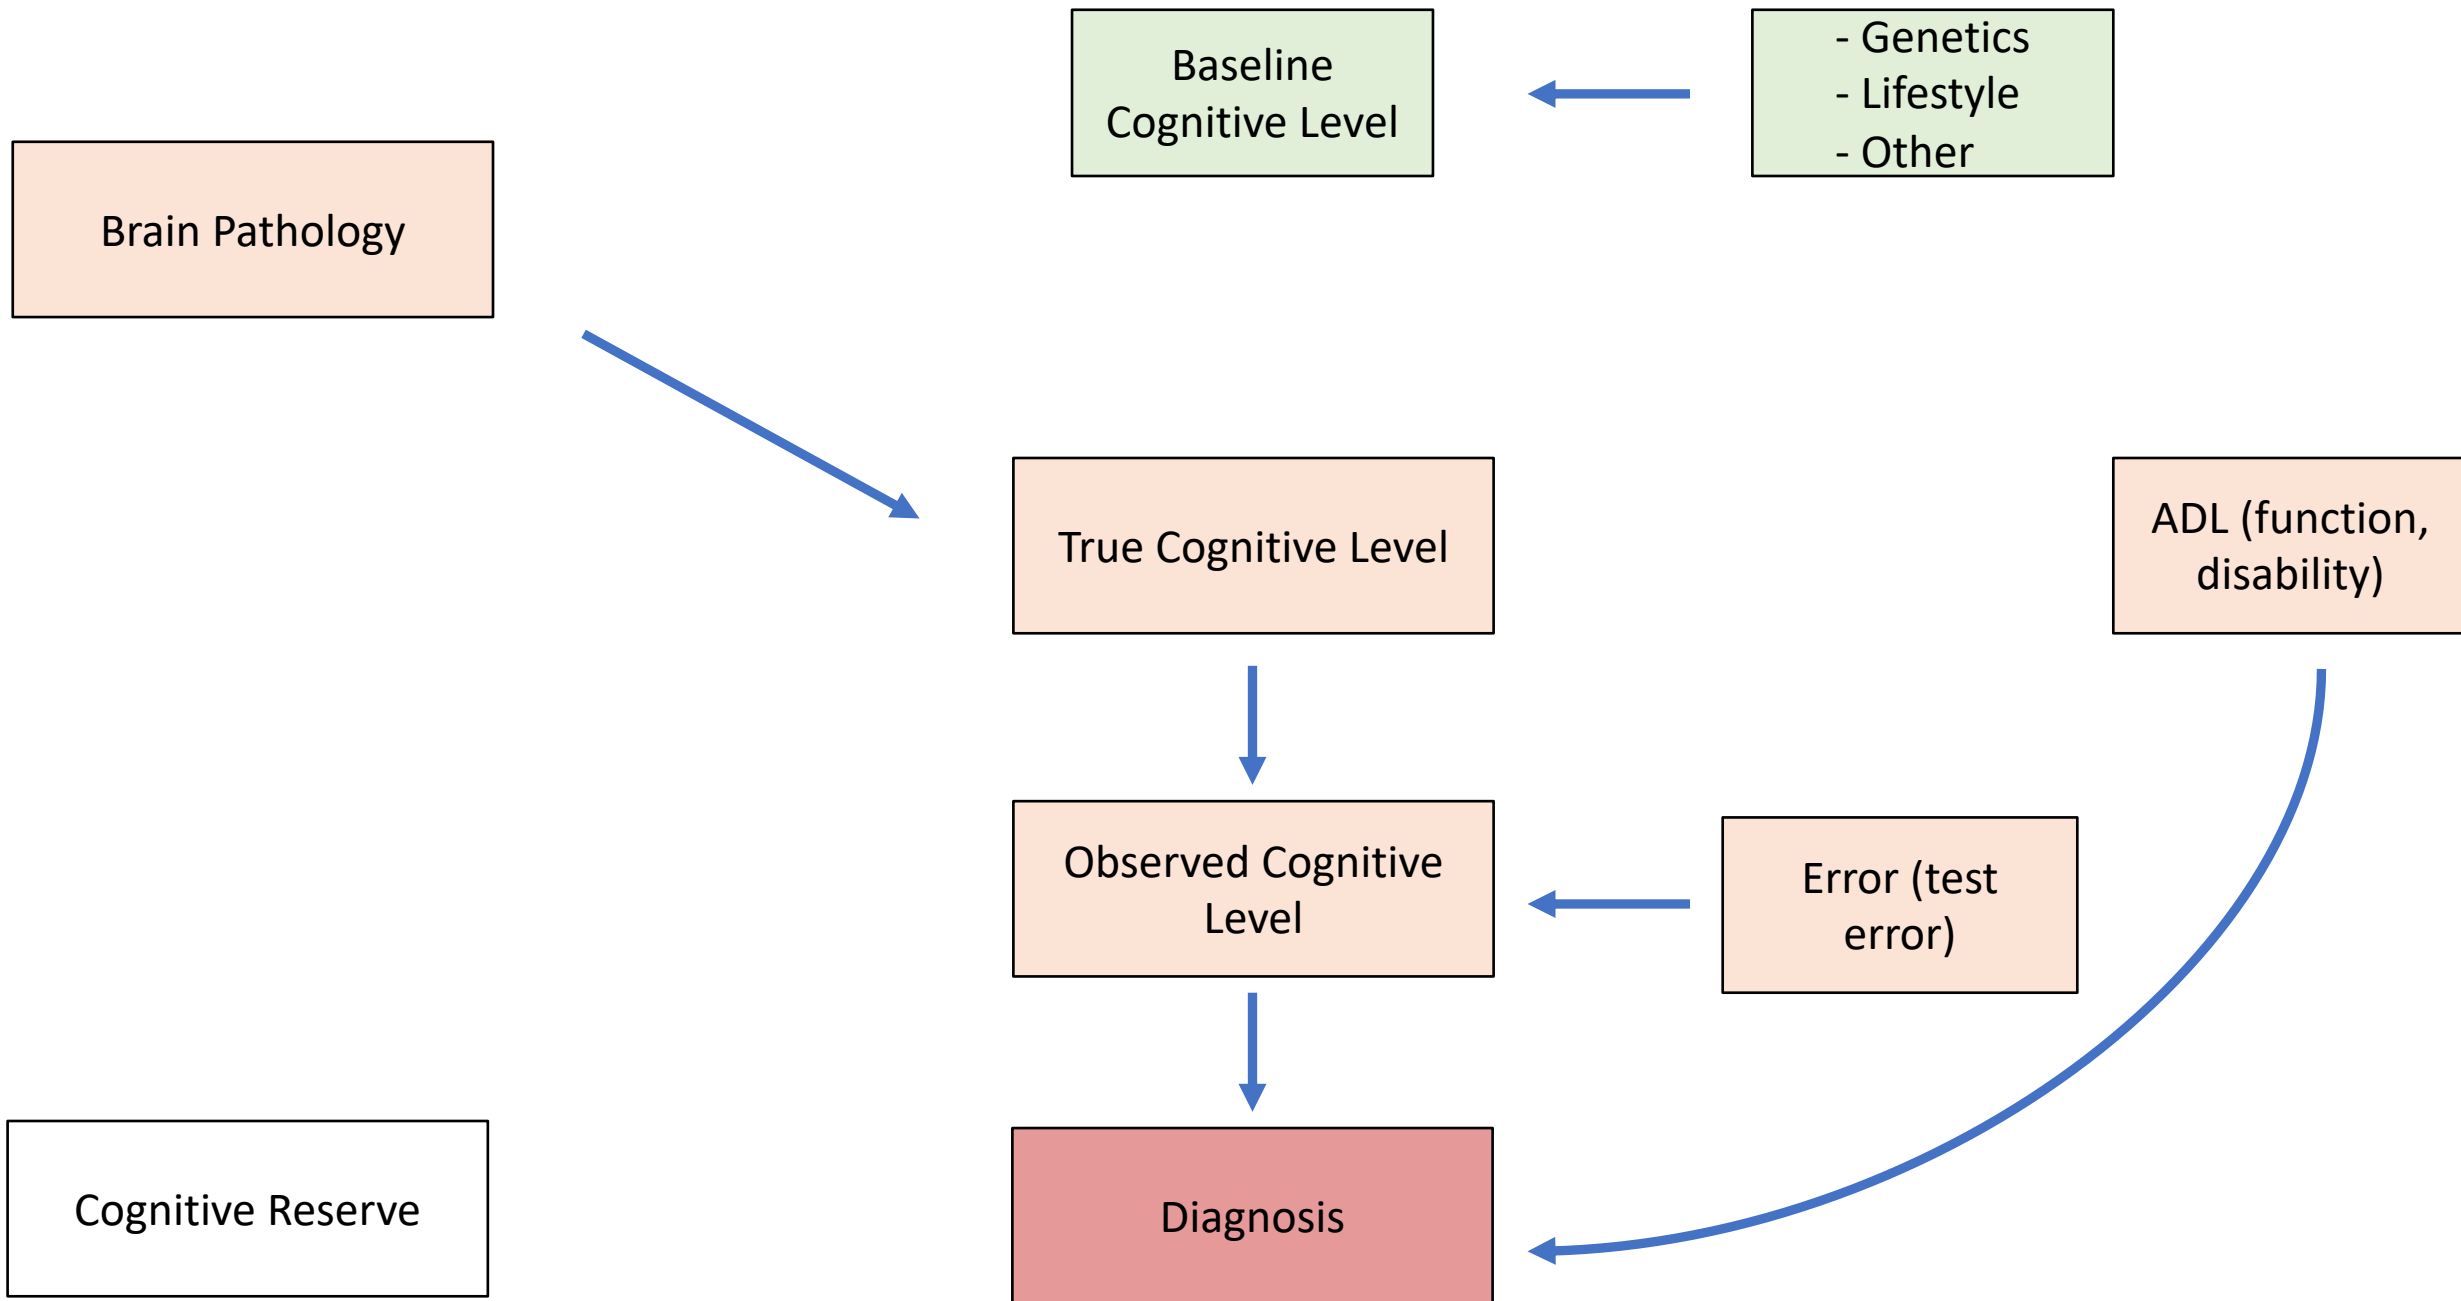 Baseline
Cognitive Level
- Genetics
- Lifestyle
- Other
Brain Pathology
True Cognitive Level
ADL (function,
disability)
Observed Cognitive
Level
Error (test
error)
Cognitive Reserve
Diagnosis